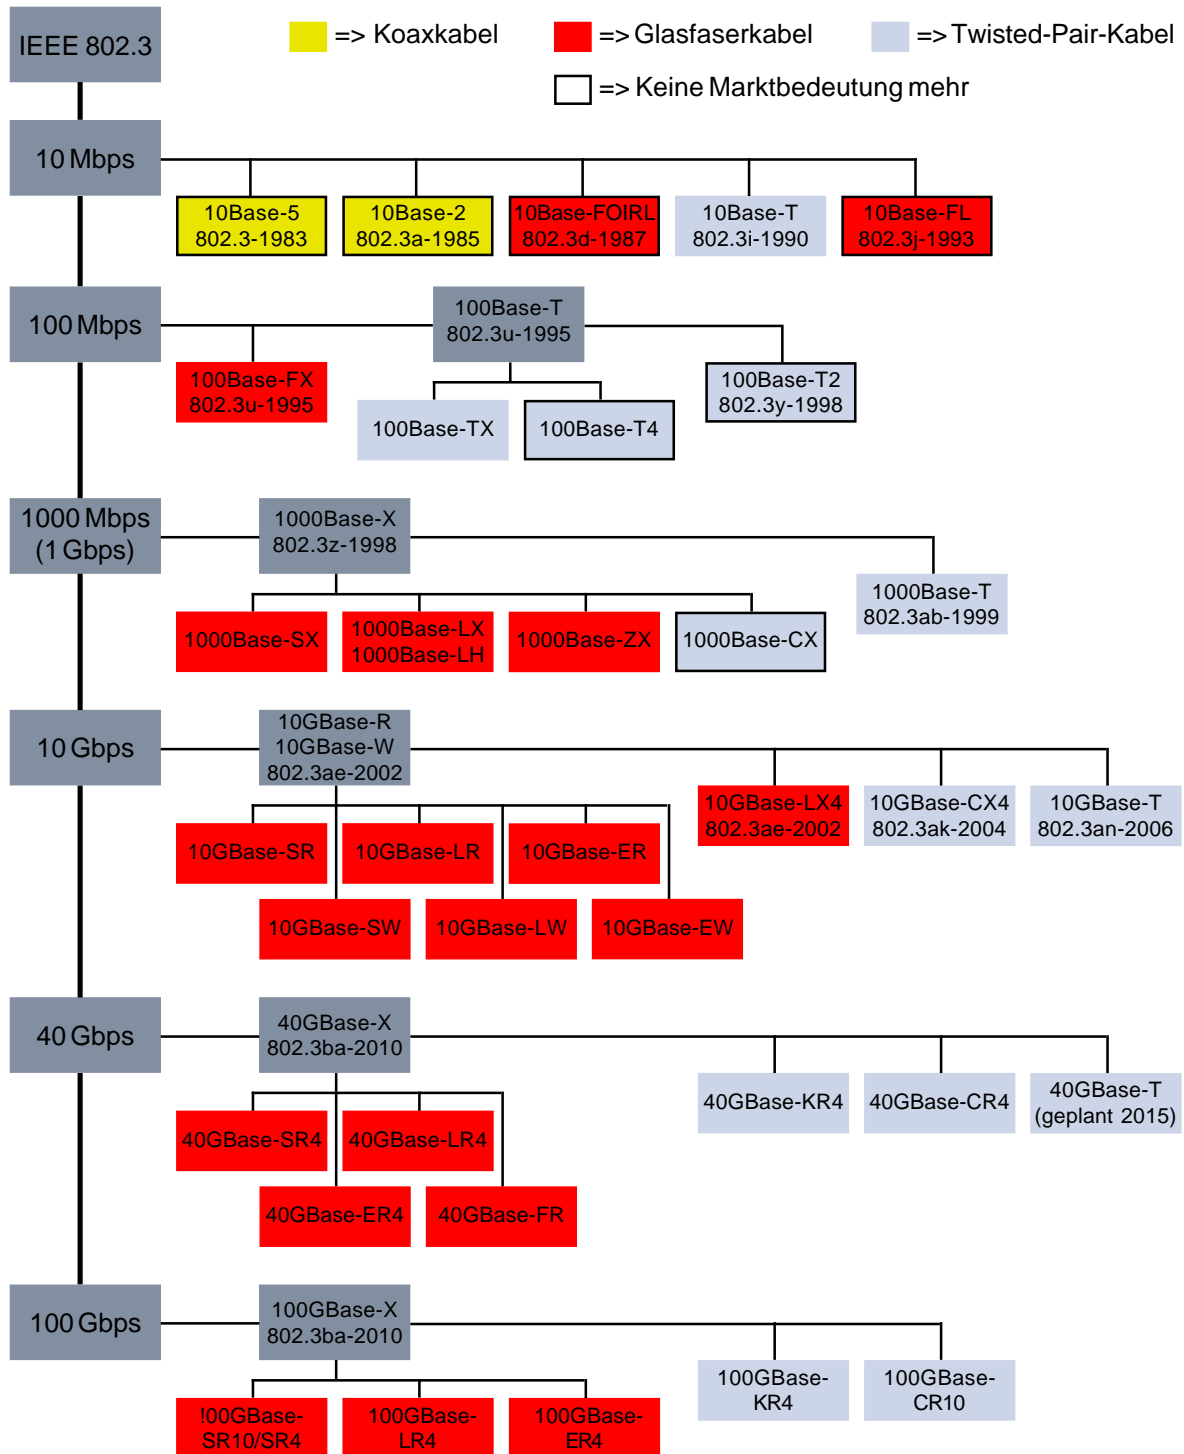 IEEE 802.3
=> Koaxkabel
=> Glasfaserkabel
=> Twisted-Pair-Kabel
=> Keine Marktbedeutung mehr
10 Mbps
10Base-5
802.3-1983
10Base-2
802.3a-1985
10Base-FOIRL
802.3d-1987
10Base-T
802.3i-1990
10Base-FL
802.3j-1993
100 Mbps
100Base-T
802.3u-1995
100Base-FX
802.3u-1995
100Base-TX
100Base-T4
100Base-T2
802.3y-1998
1000 Mbps
(1 Gbps)
1000Base-X
802.3z-1998
1000Base-T
802.3ab-1999
1000Base-SX
1000Base-LX
1000Base-LH
1000Base-ZX
1000Base-CX
10 Gbps
10GBase-R
10GBase-W
802.3ae-2002
10GBase-LX4
802.3ae-2002
10GBase-CX4
802.3ak-2004
10GBase-T
802.3an-2006
10GBase-SR
10GBase-LR
10GBase-ER
10GBase-SW
10GBase-LW
10GBase-EW
40 Gbps
40GBase-X
802.3ba-2010
40GBase-KR4
40GBase-CR4
40GBase-T
(geplant 2015)
40GBase-SR4
40GBase-LR4
40GBase-ER4
40GBase-FR
100 Gbps
100GBase-X
802.3ba-2010
100GBase-
KR4
100GBase-
CR10
!00GBase-
SR10/SR4
100GBase-
LR4
100GBase-
ER4